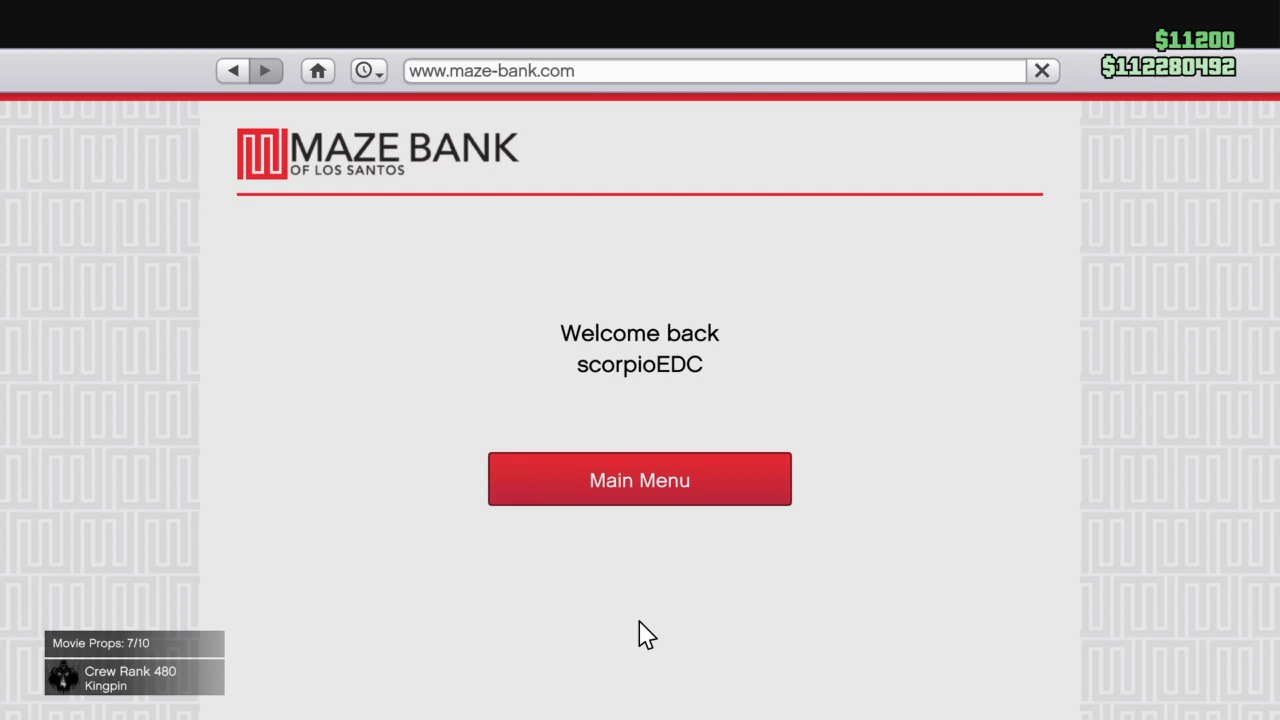 $11200
www.maze-bank.com
$112280492
MAZE BANK
OF LOS SANTOS
Welcome back
scorpioEDC
Main Menu
Movie Props: 7/10
Crew Rank 480
Kingpin